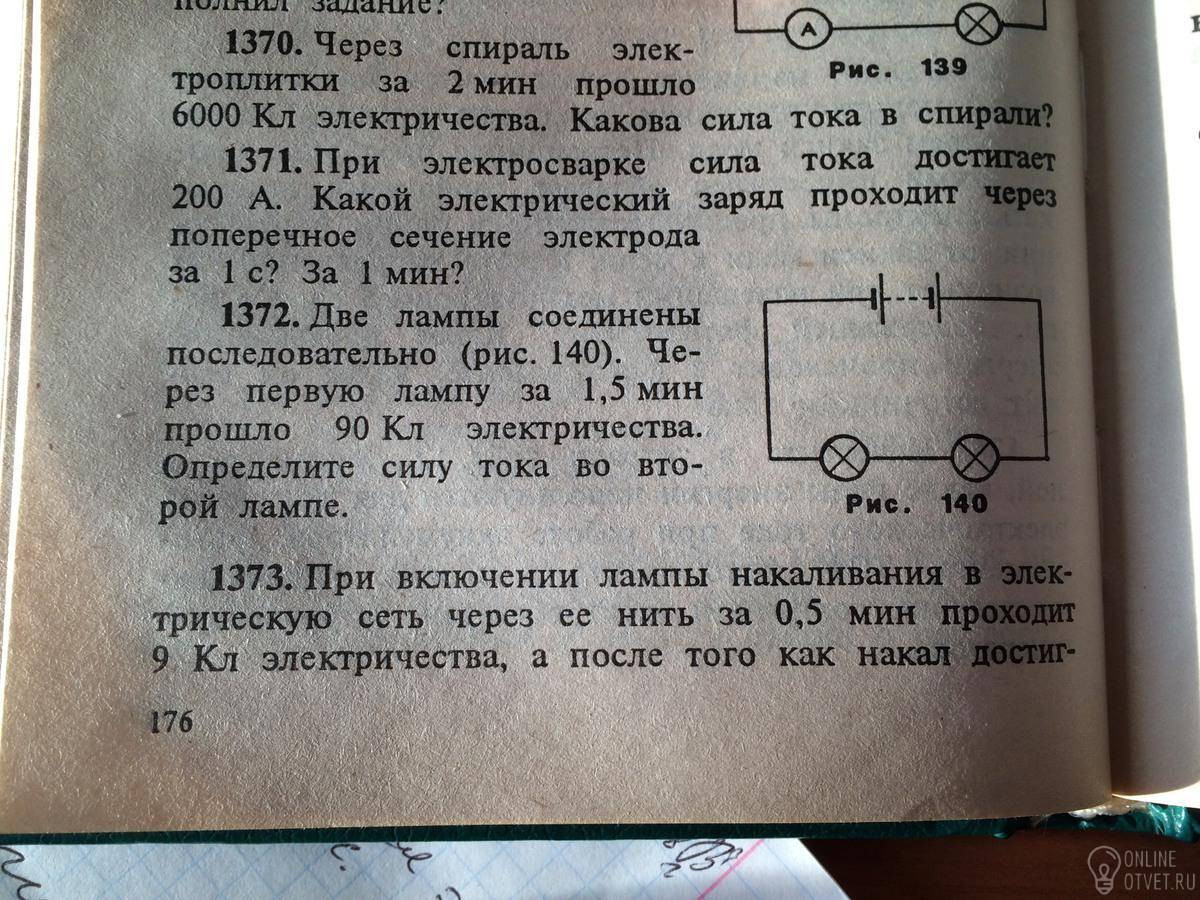 полнил задание?
А
Рис. 139
1370. Через спираль элек-
троплитки за 2 мин прошло
6000 Кл электричества. Какова сила тока в спирали?
1371. При электросварке сила тока достигает
200 А. Какой электрический заряд проходит через
поперечное сечение электрода
за 1 с? За 1 мин?
1372. Две лампы соединены
последовательно (рис. 140). Че-
рез первую лампу за 1,5 мин
прошло 90 Кл электричества.
Определите силу тока во вто-
рой лампе.
Рис. 140
1373. При включении лампы накаливания в элек-
трическую сеть через ее нить за 0,5 мин проходит
9 Кл электричества, а после того как накал достиг-
176
ONLINE
OTVET.RU